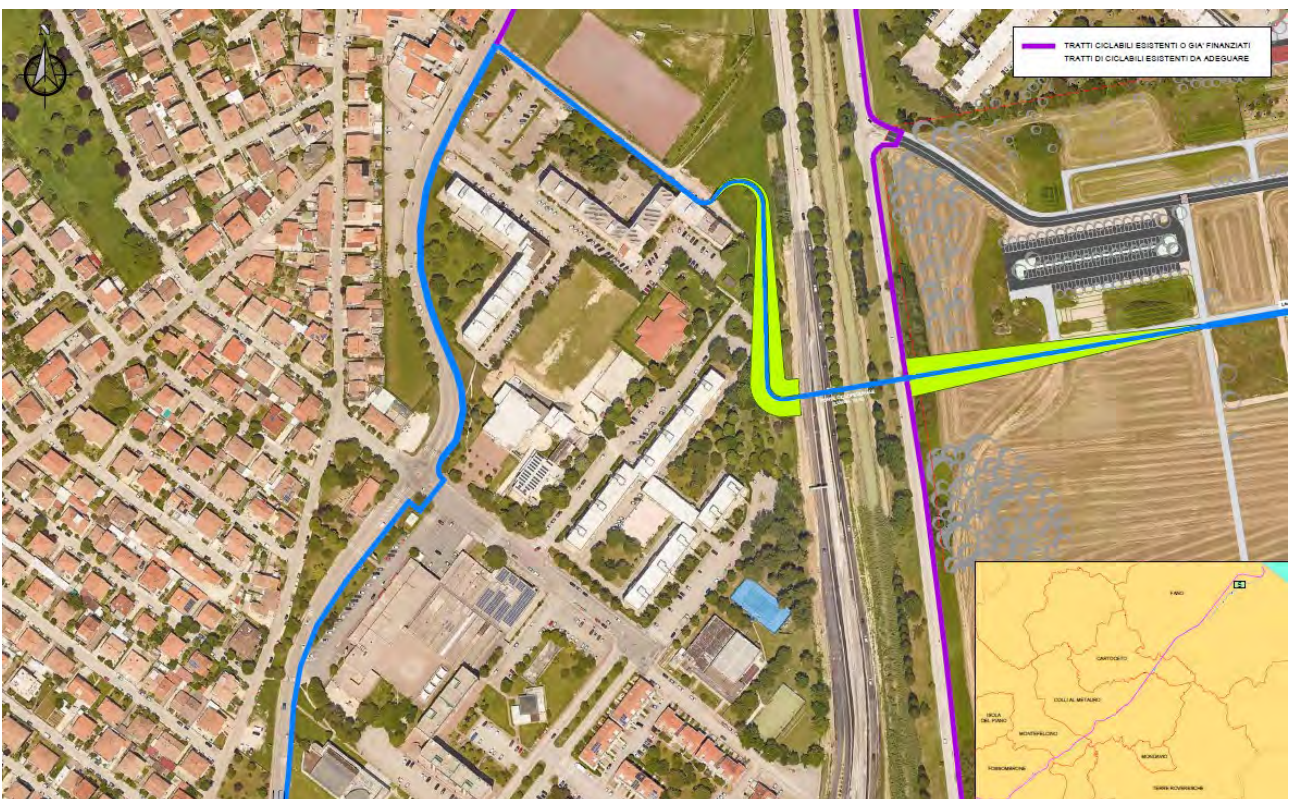 N
TRATTI CICLABILI ESISTENTI O GIA' FINANZIATI
TRATTI DI CICLABILI ESISTENTI DA ADEGUARE
FANO
CARTOCETO
COLLI AL METAURO
ISOLA
DEL PIANO
MONTEFELCINO
MONDAVIO
FOSSOMBRONE
TERRE ROVERESCHE